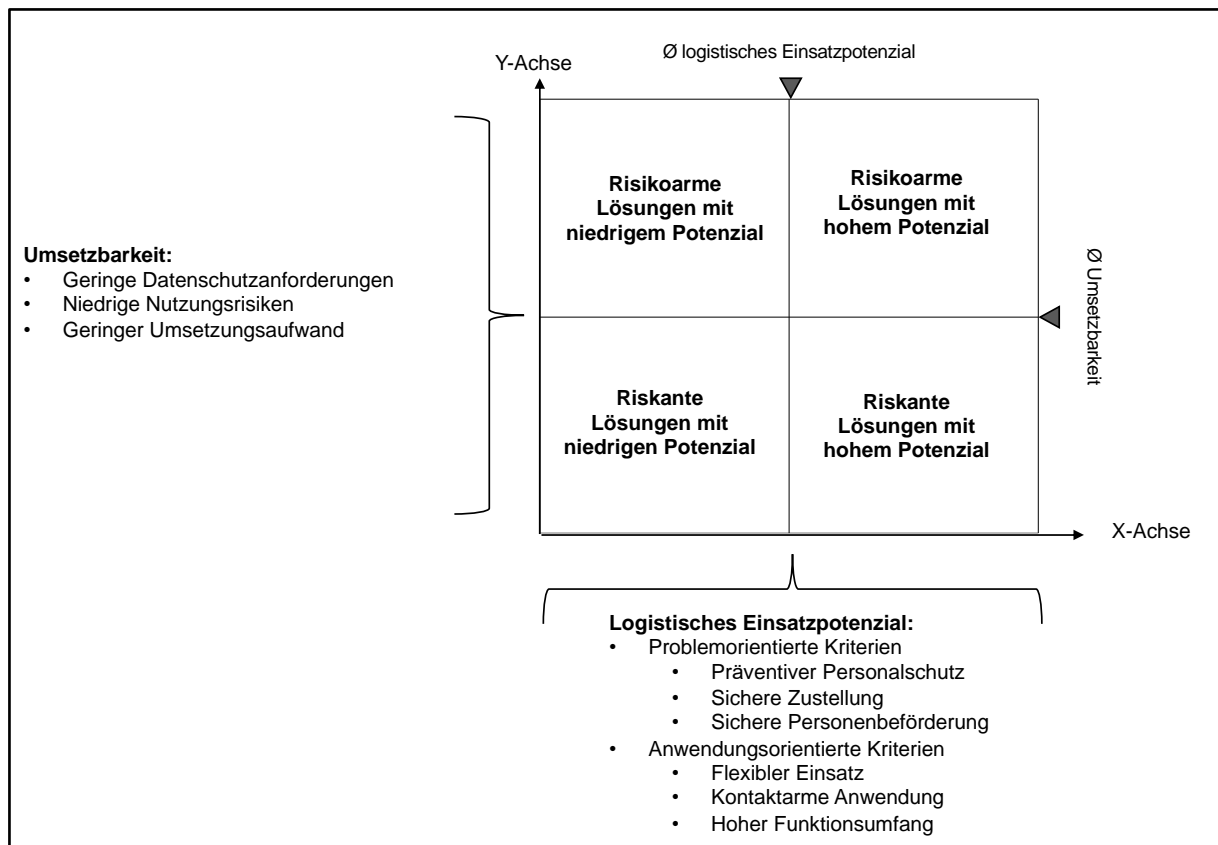 Ø logistisches Einsatzpotenzial
Y-Achse
Risikoarme
Lösungen mit
niedrigem Potenzial
Risikoarme
Lösungen mit
hohem Potenzial
Umsetzbarkeit:
• Geringe Datenschutzanforderungen
• Niedrige Nutzungsrisiken
• Geringer Umsetzungsaufwand
Ø Umsetzbarkeit
Riskante
Lösungen mit
niedrigen Potenzial
Riskante
Lösungen mit
hohem Potenzial
X-Achse
Logistisches Einsatzpotenzial:
• Problemorientierte Kriterien
• Präventiver Personalschutz
• Sichere Zustellung
• Sichere Personenbeförderung
• Anwendungsorientierte Kriterien
• Flexibler Einsatz
• Kontaktarme Anwendung
• Hoher Funktionsumfang